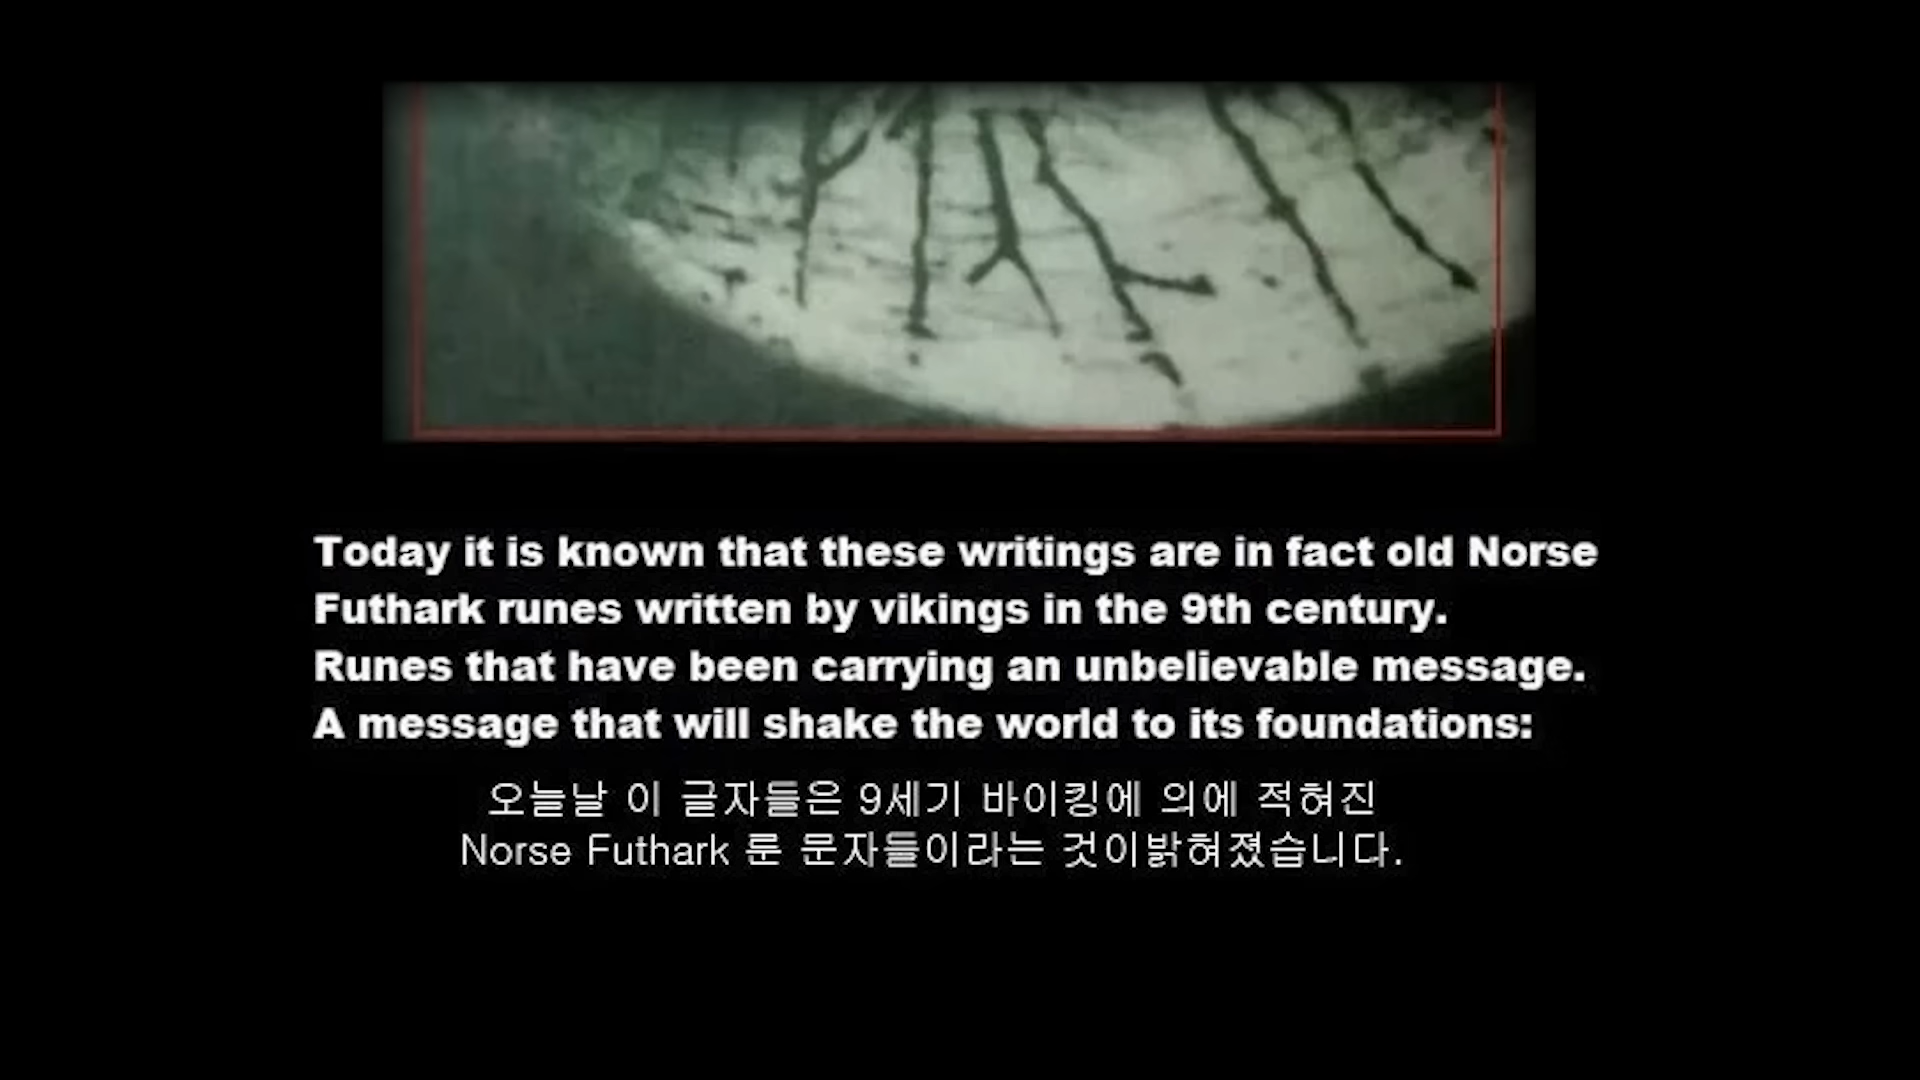 Today it is known that these writings are in fact old Norse
Futhark runes written by vikings in the 9th century.
Runes that have been carrying an unbelievable message.
A message that will shake the world to its foundations:
오늘날 이 글자들은 9세기 바이킹에 의에 적혀진
Norse Futhark 룬 문자들이라는 것이밝혀졌습니다.